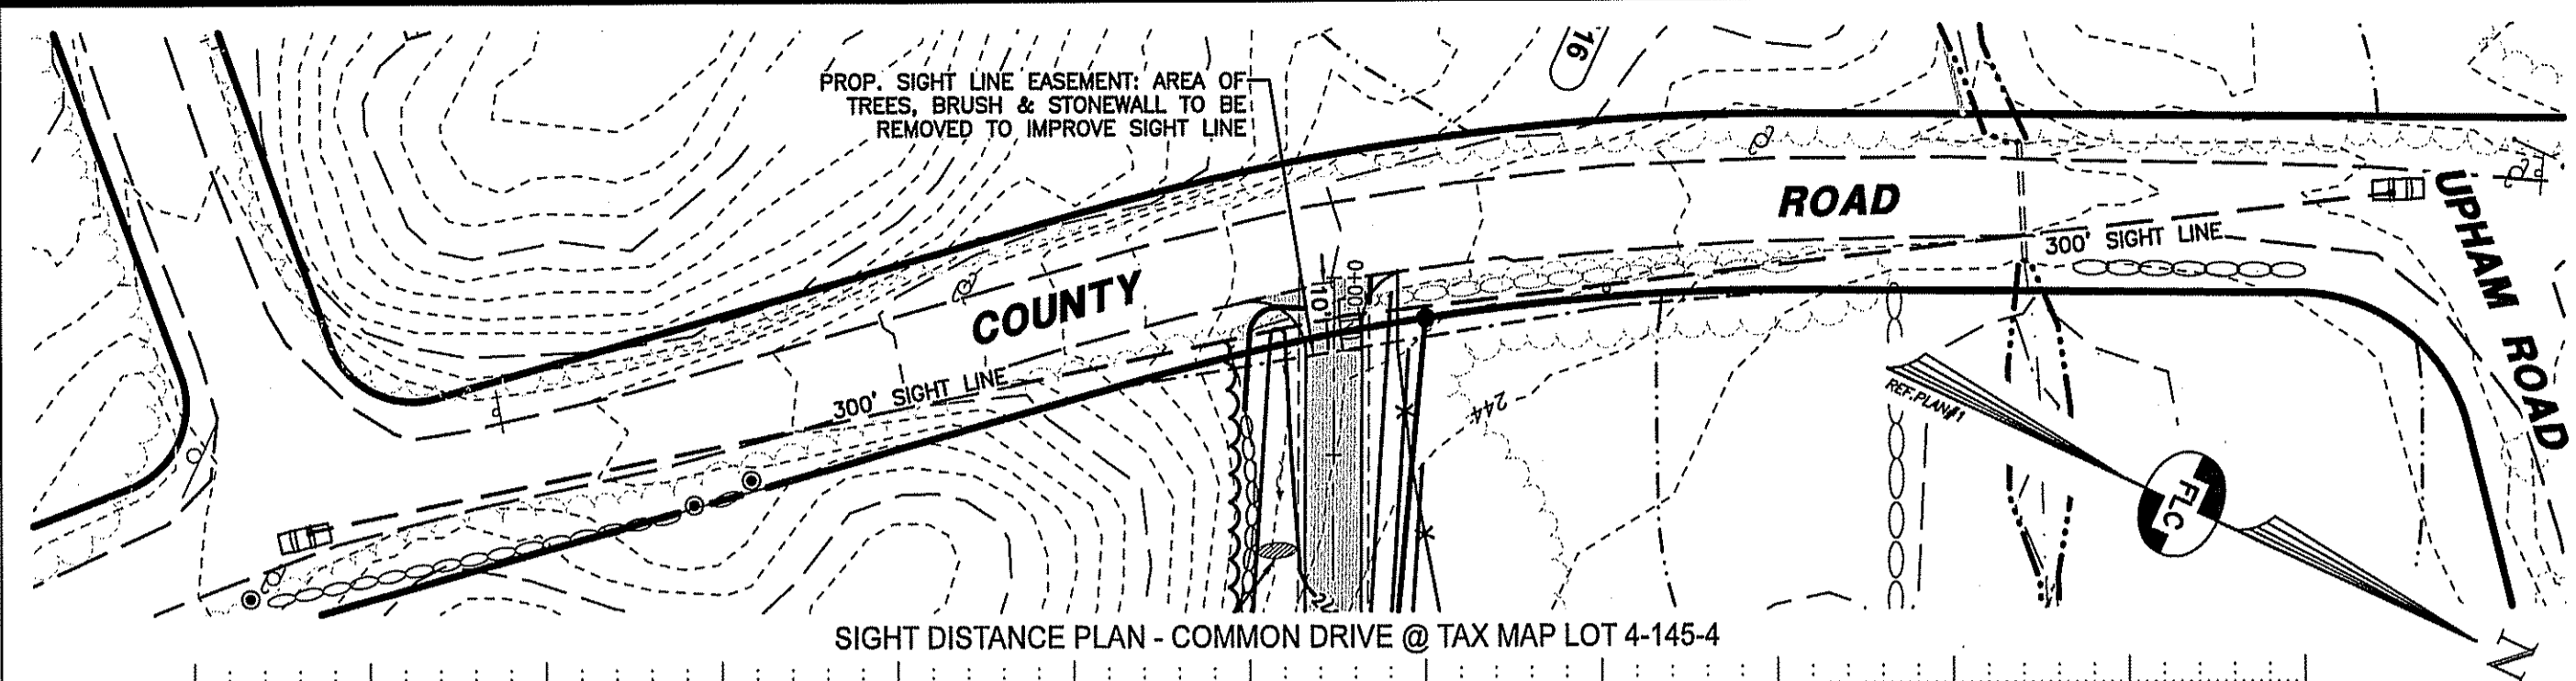 PROP. SIGHT LINE EASEMENT: AREA OF
TREES, BRUSH & STONEWALL TO BE
REMOVED TO IMPROVE SIGHT LINE
16
COUNTY
ROAD
UPHAM ROAD
300' SIGHT LINE
300' SIGHT LINE
0+00
10'
244
REF.PLAN#1
FLC
N
SIGHT DISTANCE PLAN - COMMON DRIVE @ TAX MAP LOT 4-145-4